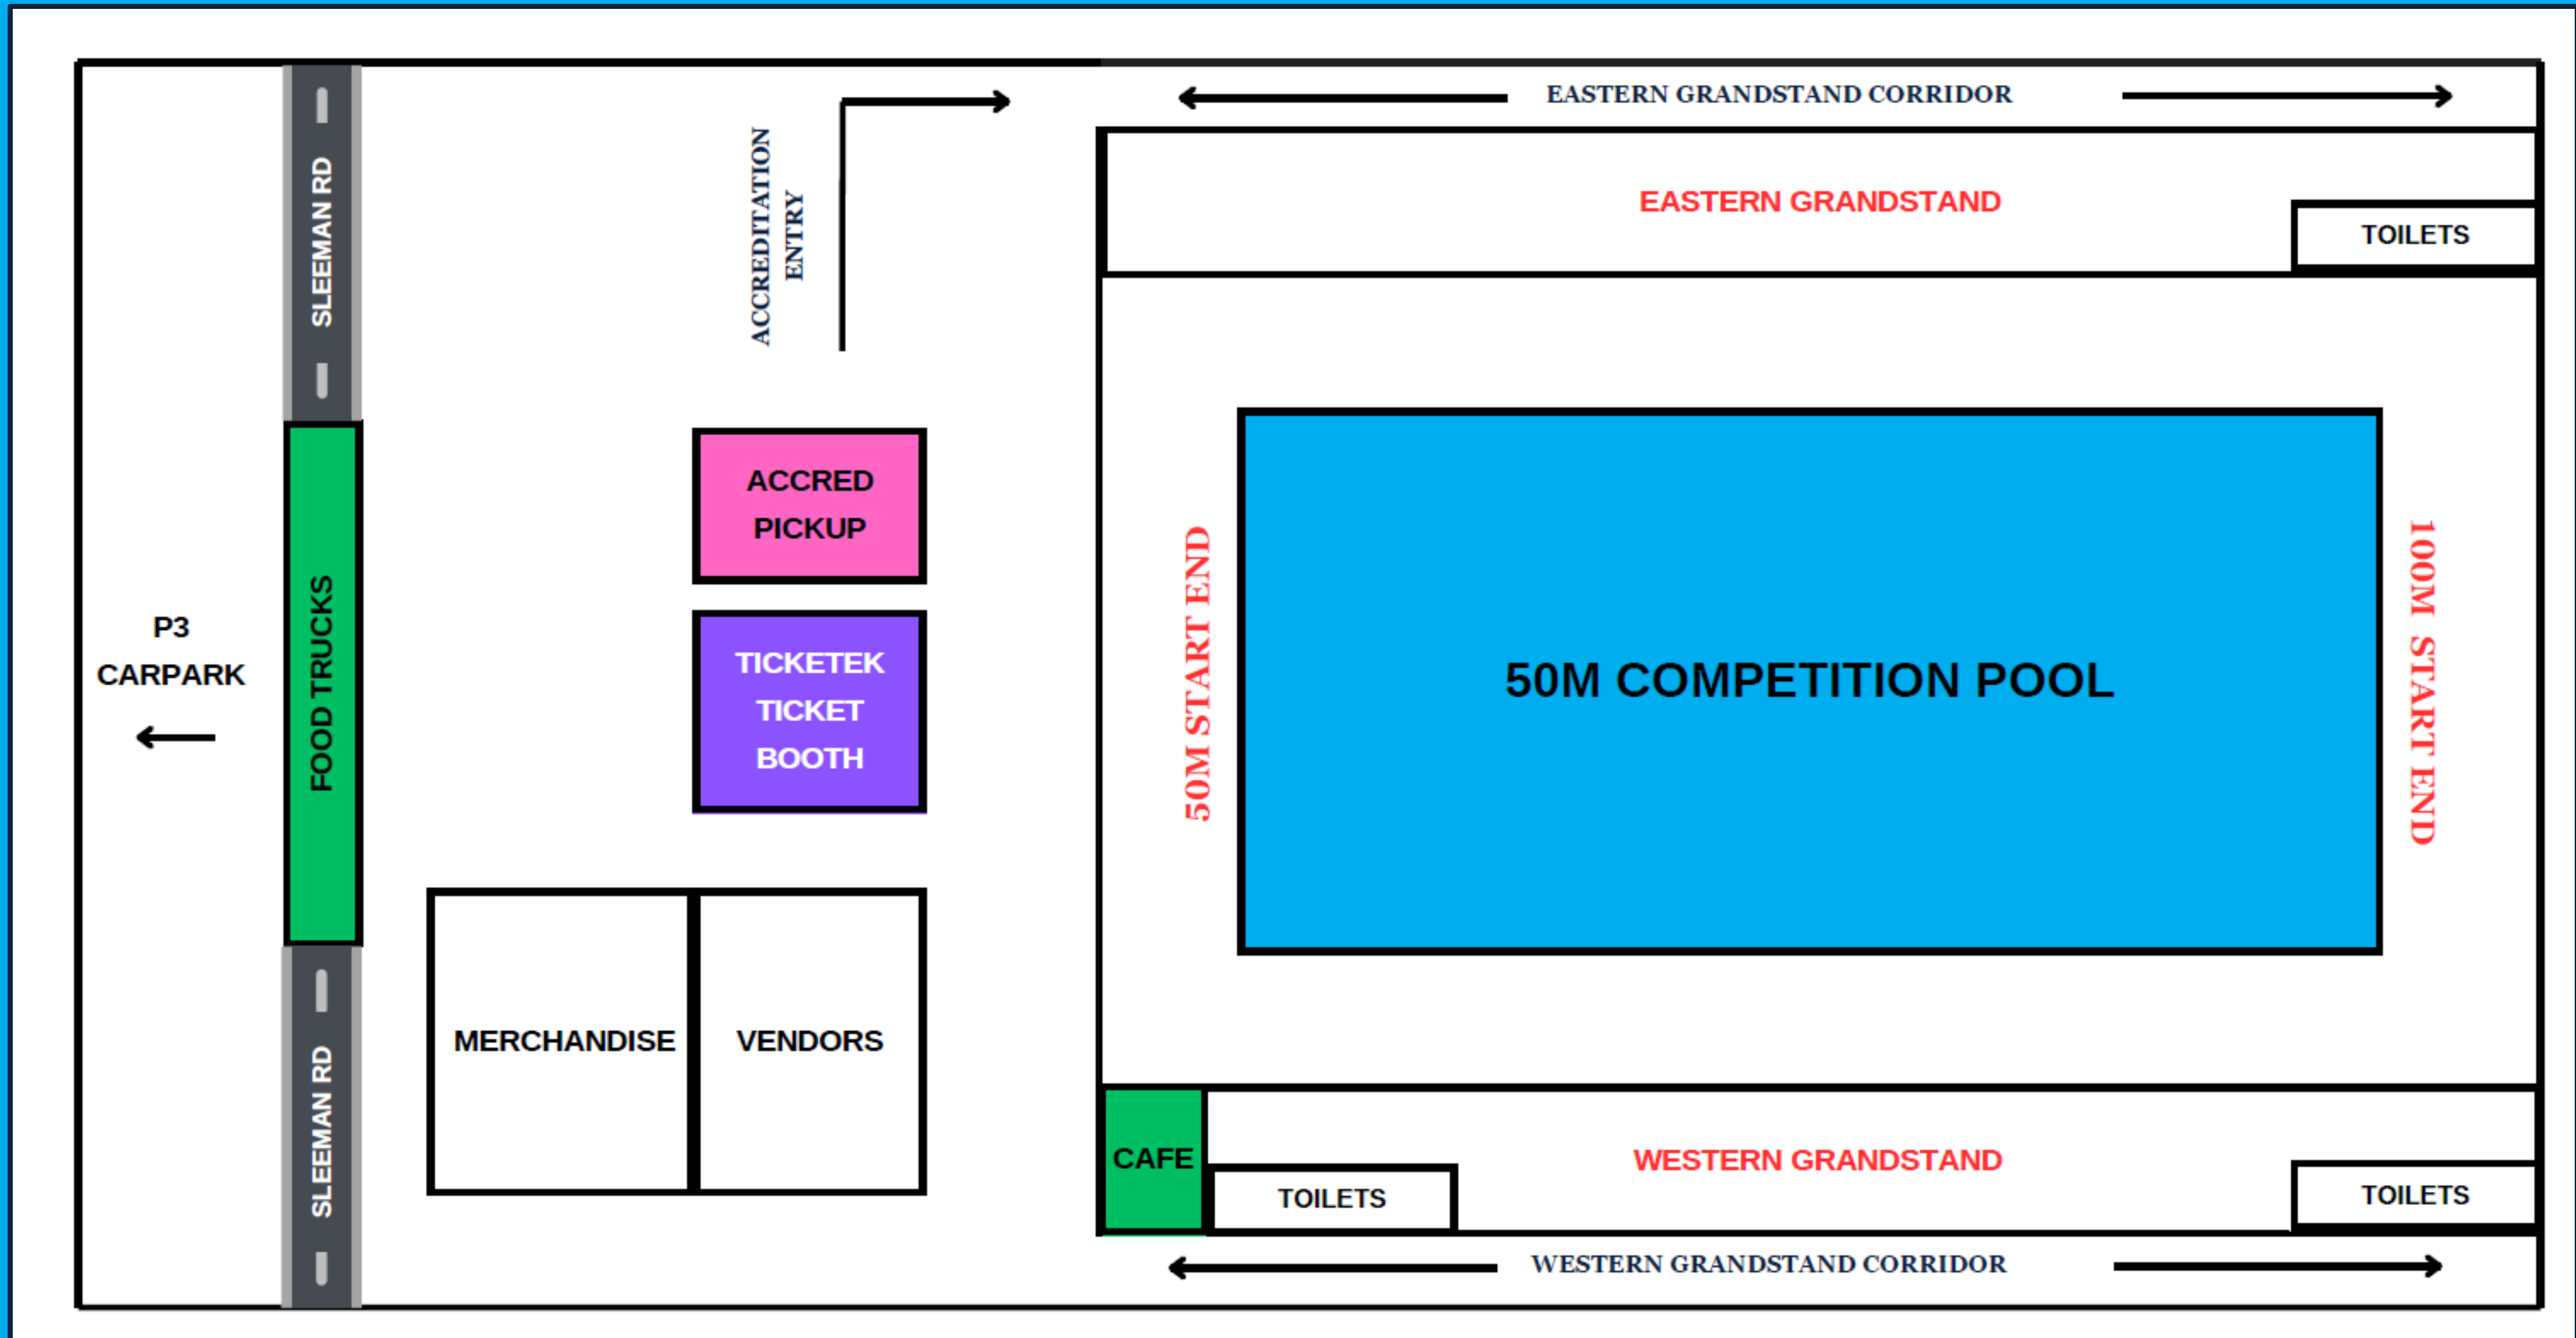 EASTERN GRANDSTAND CORRIDOR
ACCREDITATION
ENTRY
SLEEMAN RD
EASTERN GRANDSTAND
TOILETS
ACCRED
PICKUP
P3
CARPARK
FOOD TRUCKS
TICKETEK
TICKET
BOOTH
50M START END
50M COMPETITION POOL
100M START END
MERCHANDISE
VENDORS
SLEEMAN RD
CAFE
TOILETS
WESTERN GRANDSTAND
TOILETS
WESTERN GRANDSTAND CORRIDOR